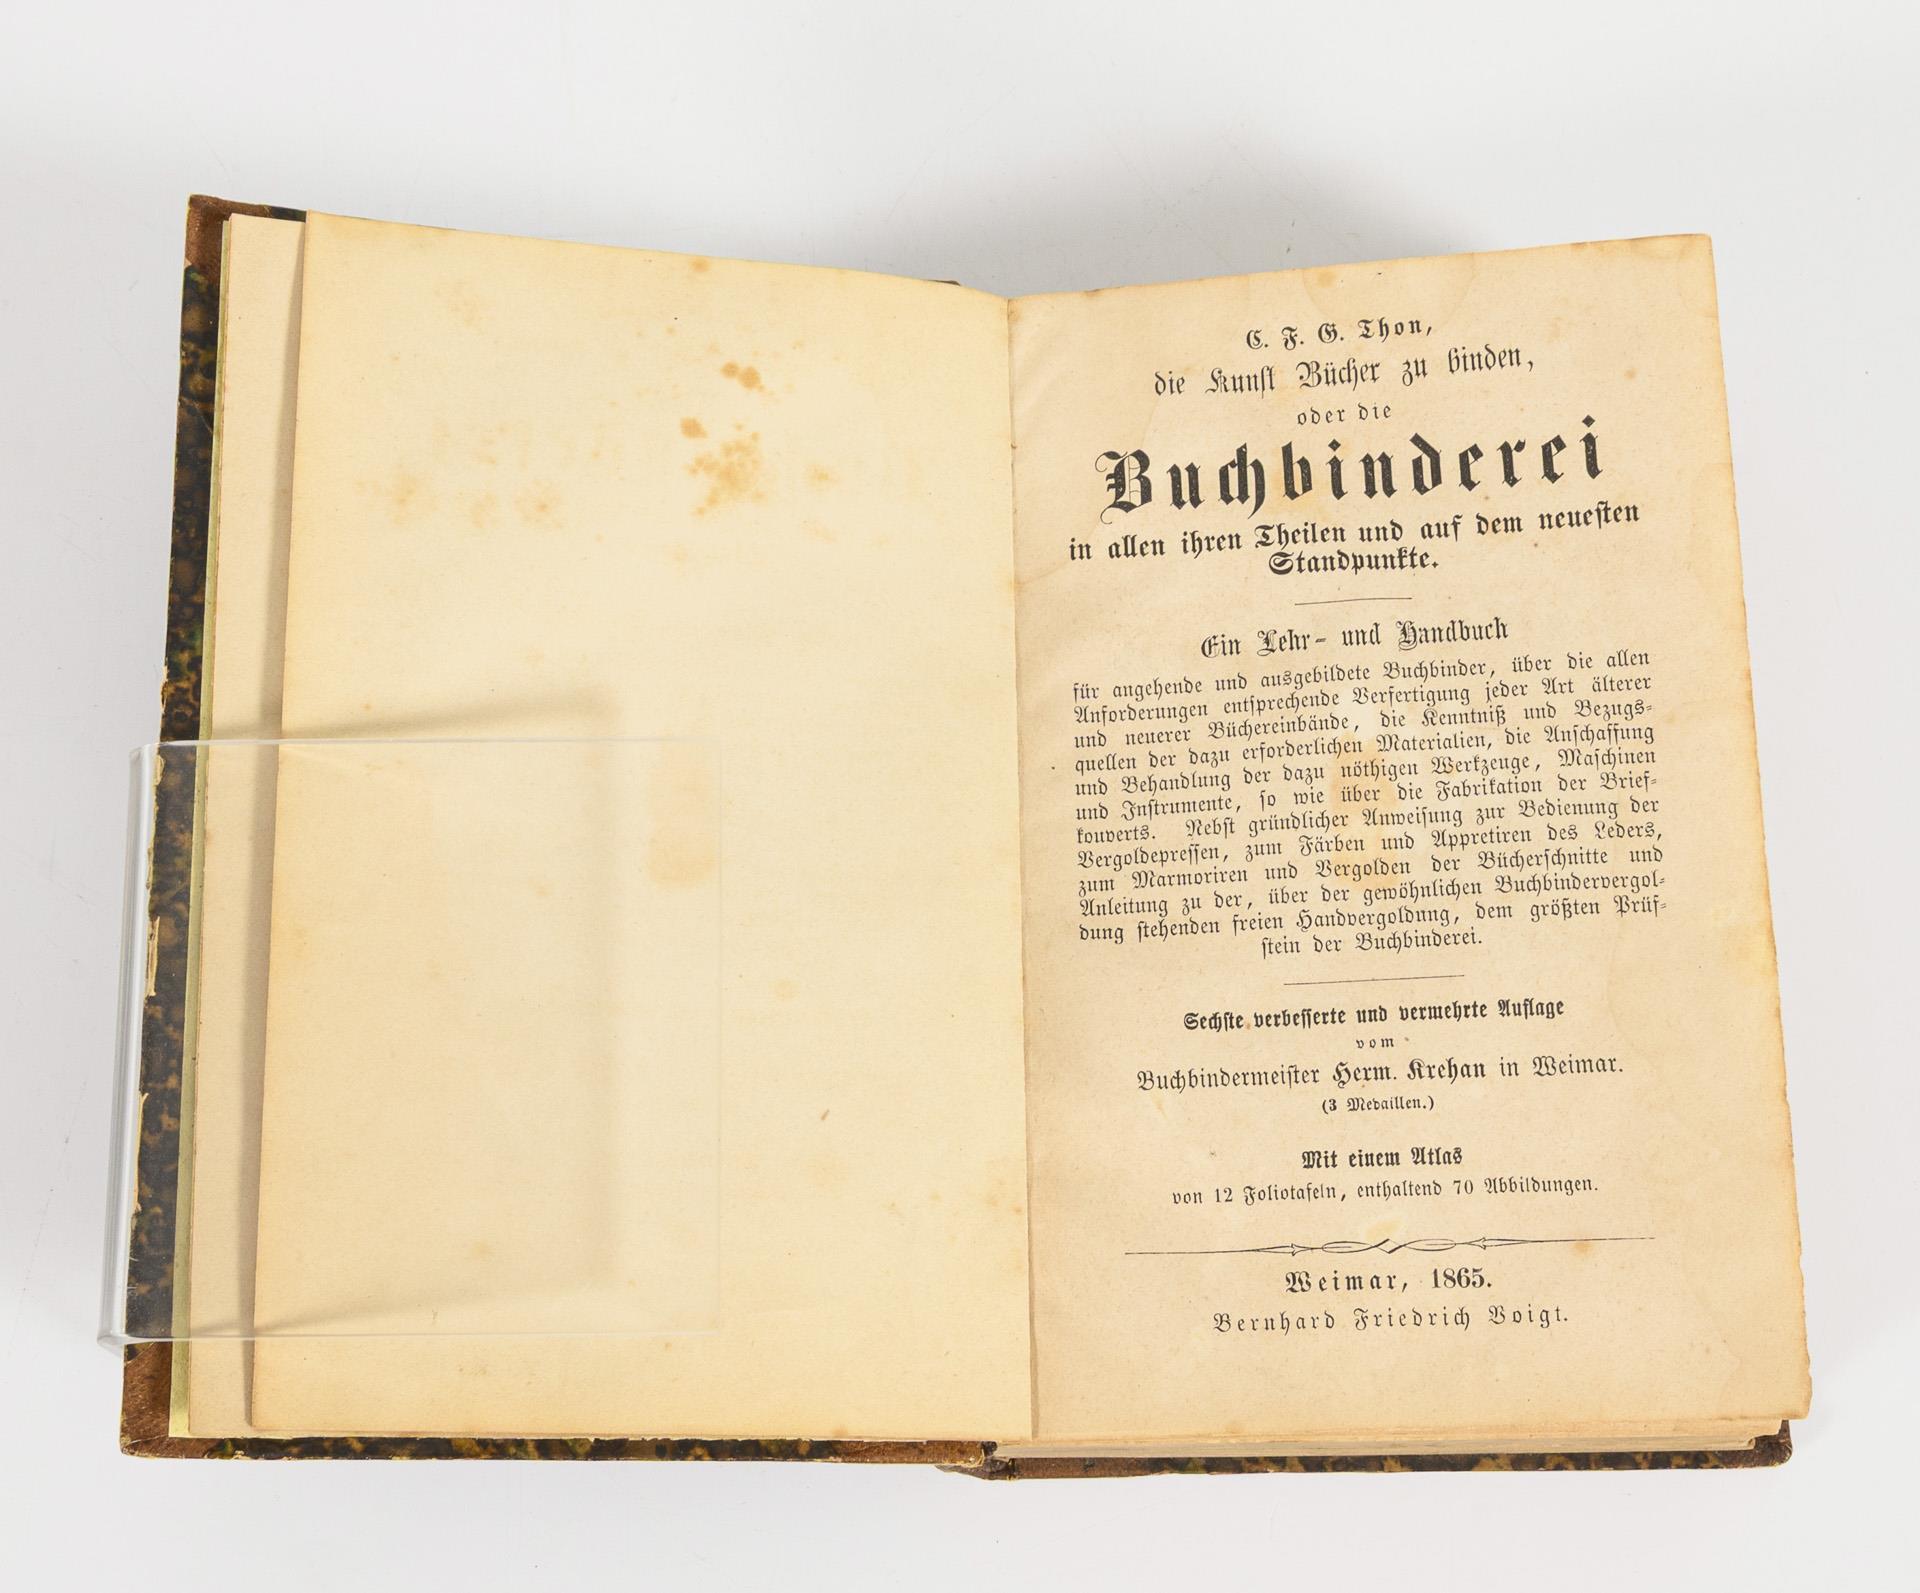 C. F. G. Thon,
die Kunst Bücher zu binden,
oder die
Buchbinderei
in allen ihren Theilen und auf dem neuesten
Standpunkte.
Ein Lehr- und Handbuch
für angehende und ausgebildete Buchbinder, über die allen
Anforderungen entsprechende Verfertigung jeder Art älterer
und neuerer Büchereinbände, die Kenntniß und Bezugs-
quellen der dazu erforderlichen Materialien, die Anschaffung
und Behandlung der dazu nöthigen Werkzeuge, Maschinen
und Instrumente, so wie über die Fabrikation der Brief-
kouverts. Nebst gründlicher Anweisung zur Bedienung der
Vergoldepressen, zum Färben und Appretiren des Leders,
zum Marmoriren und Vergolden der Bücherschnitte und
Anleitung zu der, über der gewöhnlichen Buchbindervergol-
dung stehenden freien Handvergoldung, dem größten Prüf-
stein der Buchbinderei.
Sechste verbesserte und vermehrte Auflage
vom
Buchbindermeister Herm. Krehan in Weimar.
(3 Medaillen.)
Mit einem Atlas
von 12 Foliotafeln, enthaltend 70 Abbildungen.
Weimar, 1865.
Bernhard Friedrich Voigt.